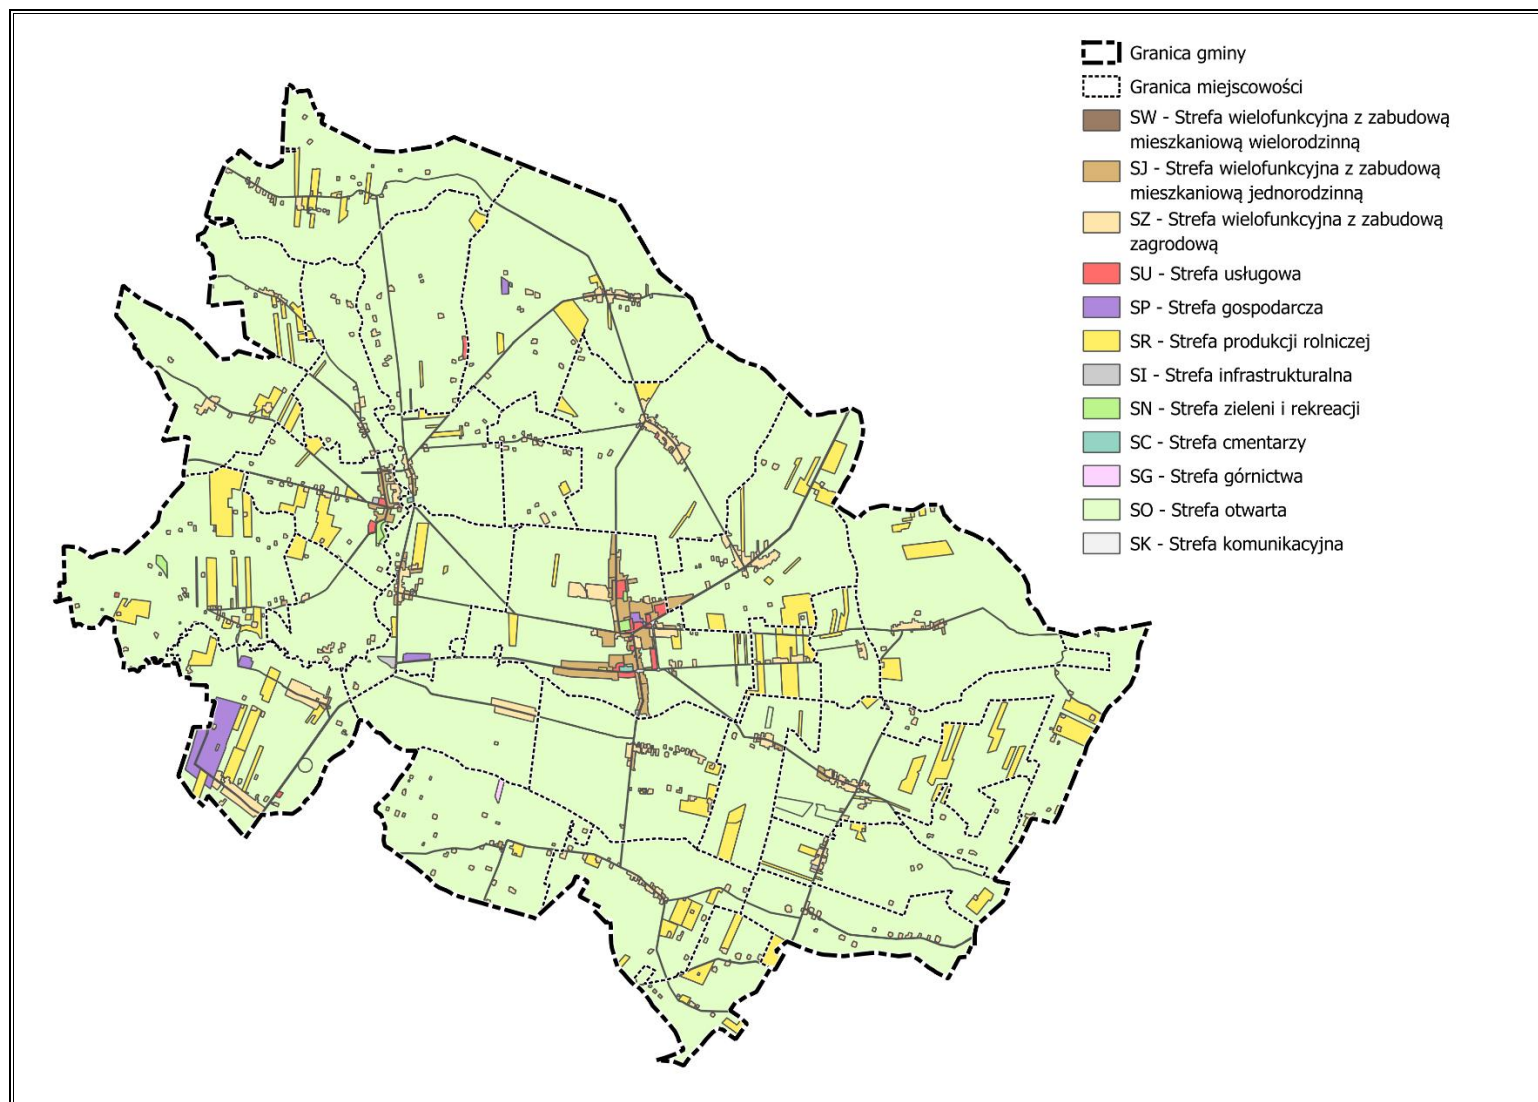 Granica gminy
Granica miejscowości
SW - Strefa wielofunkcyjna z zabudową
mieszkaniową wielorodzinną
SJ - Strefa wielofunkcyjna z zabudową
mieszkaniową jednorodzinną
SZ - Strefa wielofunkcyjna z zabudową
zagrodową
SU - Strefa usługowa
SP - Strefa gospodarcza
SR - Strefa produkcji rolniczej
SI - Strefa infrastrukturalna
SN - Strefa zieleni i rekreacji
SC - Strefa cmentarzy
SG - Strefa górnictwa
SO - Strefa otwarta
SK - Strefa komunikacyjna